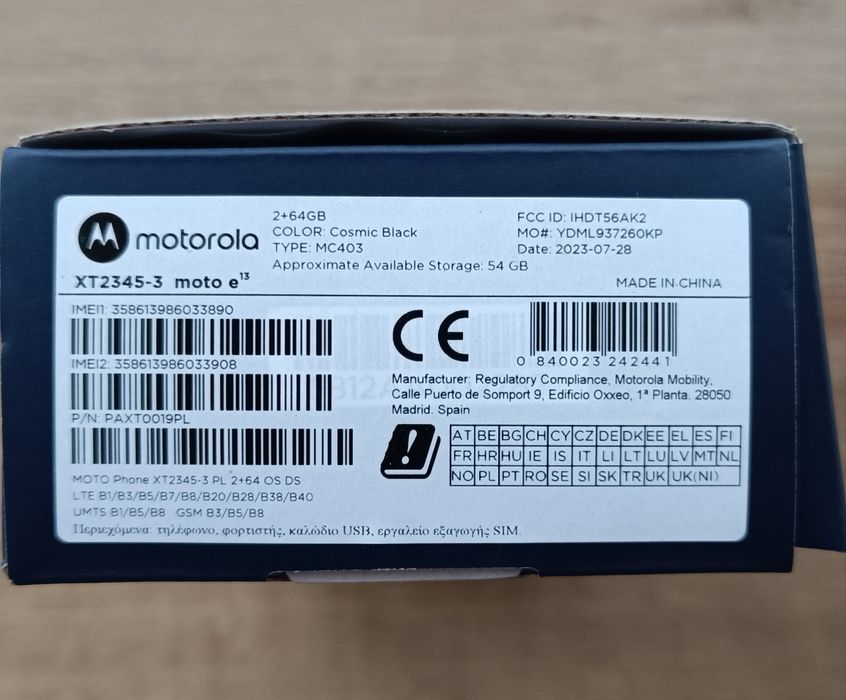 motorola
2+64GB
COLOR: Cosmic Black
TYPE: MC403
Approximate Available Storage: 54 GB
FCC ID: IHDT56AK2
MO#: YDML937260KP
Date: 2023-07-28
XT2345-3 moto e¹³
MADE IN CHINA
IMEI1: 358613986033890
IMEI2: 358613986033908
P/N: PAXT0019PL
CE
0 840023 242441
Manufacturer: Regulatory Compliance, Motorola Mobility,
Calle Puerto de Somport 9, Edificio Oxxeo, 1ª Planta. 28050
Madrid. Spain
AT BE BG CH CY CZ DE DK EE EL ES FI
FR HR HU IE IS IT LI LT LU LV MT NL
NO PL PT RO SE SI SK TR UK UK(NI)
MOTO Phone XT2345-3 PL 2+64 OS DS
LTE B1/B3/B5/B7/B8/B20/B28/B38/B40
UMTS B1/B5/B8 GSM B3/B5/B8
Περιεχόμενα: τηλέφωνο, φορτιστής, καλώδιο USB, εργαλείο εξαγωγής SIM.